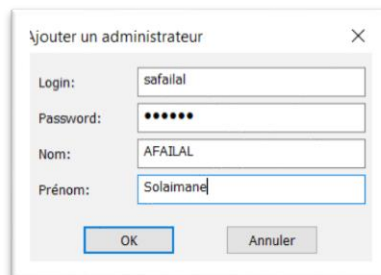 Ajouter un administrateur
Login: safailal
Password: ••••••
Nom: AFAILAL
Prénom: Solaimane
OK Annuler